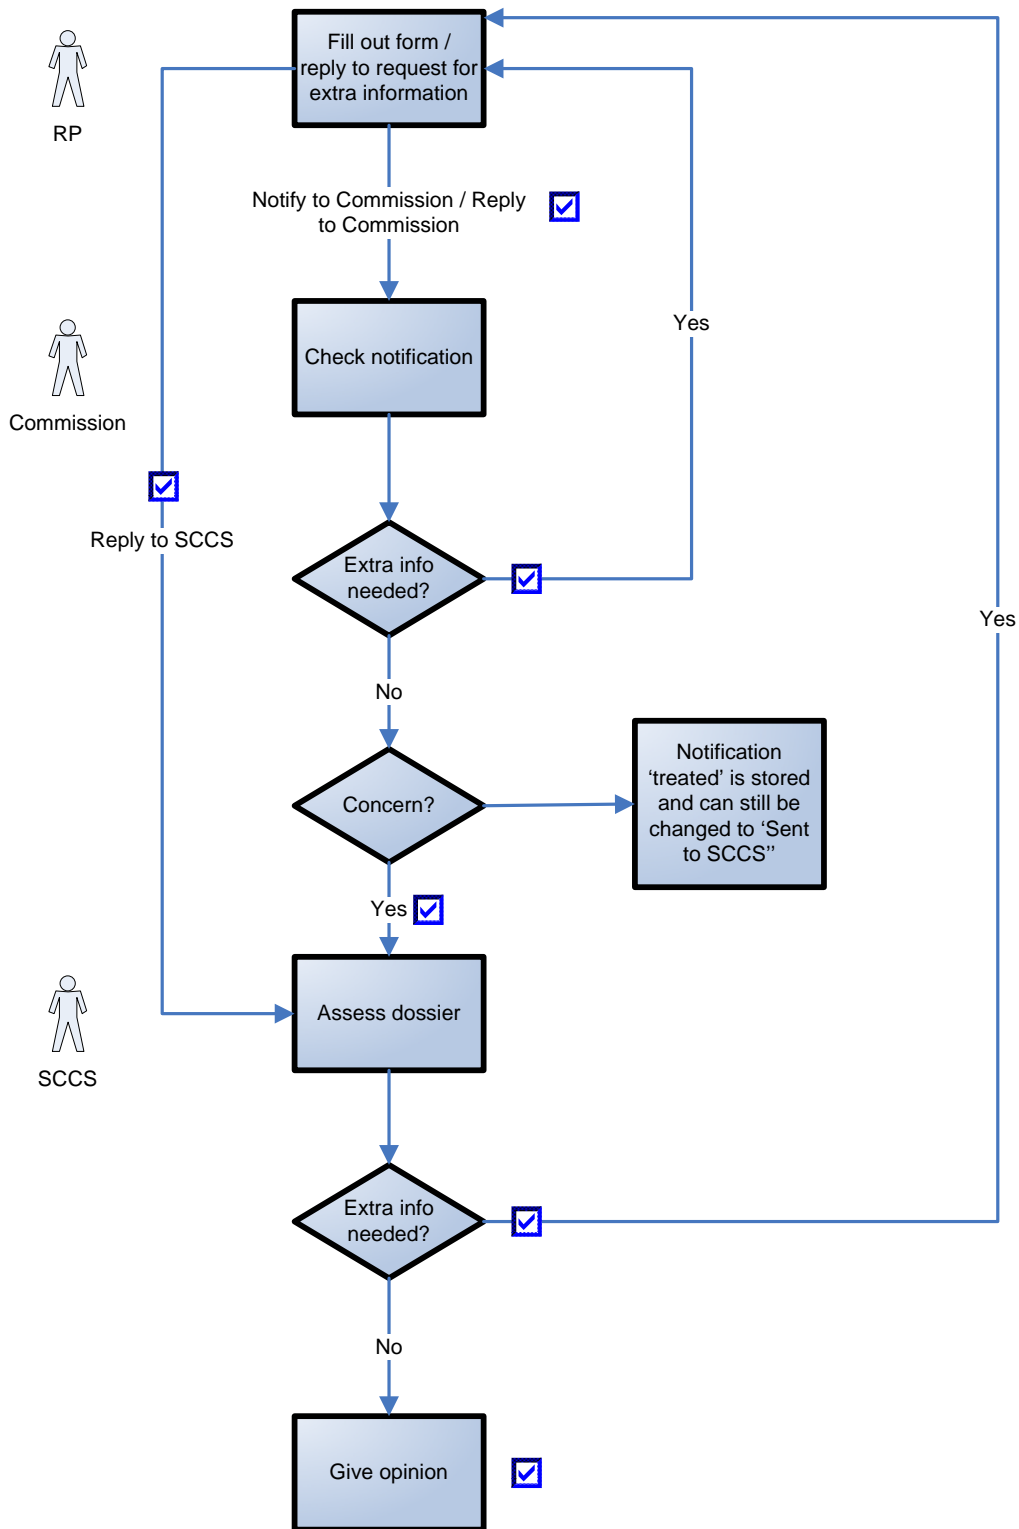 Fill out form /
reply to request for
extra information
RP
Notify to Commission / Reply
to Commission
Yes
Check notification
Commission
Reply to SCCS
Extra info
needed?
Yes
No
Notification
‘treated’ is stored
and can still be
changed to ‘Sent
to SCCS’’
Concern?
Yes
Assess dossier
SCCS
Extra info
needed?
No
Give opinion